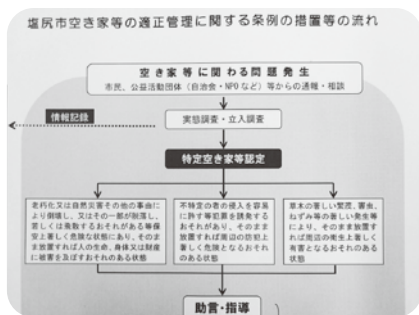 塩尻市空き家等の適正管理に関する条例の措置等の流れ
空き家等に関わる問題発生
市民、公益活動団体（自治会・NPOなど）等からの通報・相談
情報記録
実態調査・立入調査
特定空き家等認定
老朽化又は自然災害その他の事由に
より倒壊し、又はその一部が脱落し、
若しくは飛散するおそれがある等保
安上著しく危険な状態にあり、そのま
ま放置すれば人の生命、身体又は財産
に被害を及ぼすおそれのある状態
不特定の者の侵入を容易
に許す等犯罪を誘発する
おそれがあり、そのまま放
置すれば周辺の防犯上著
しく危険となるおそれ
のある状態
草木の著しい繁茂、害虫、
ねずみ等の著しい発生等
により、そのまま放置すれ
ば周辺の衛生上著しく
有害となるおそれのある
状態
助言・指導